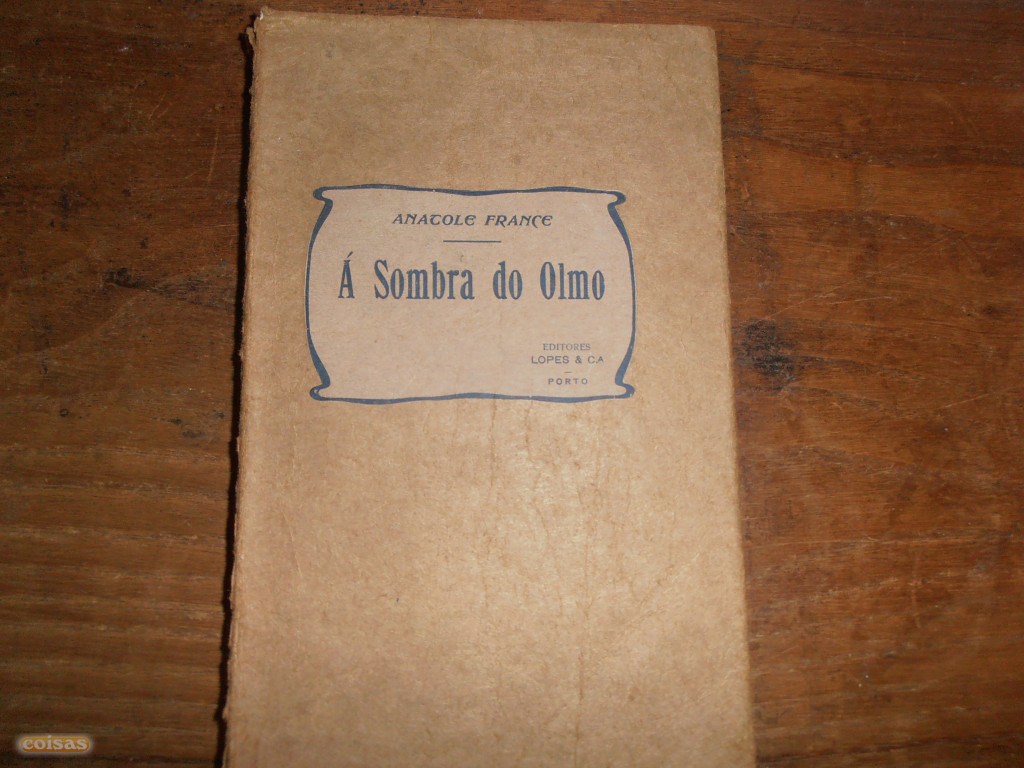 ANATOLE FRANCE
Á Sombra do Olmo
EDITORES
LOPES & C.A
PORTO
coisas